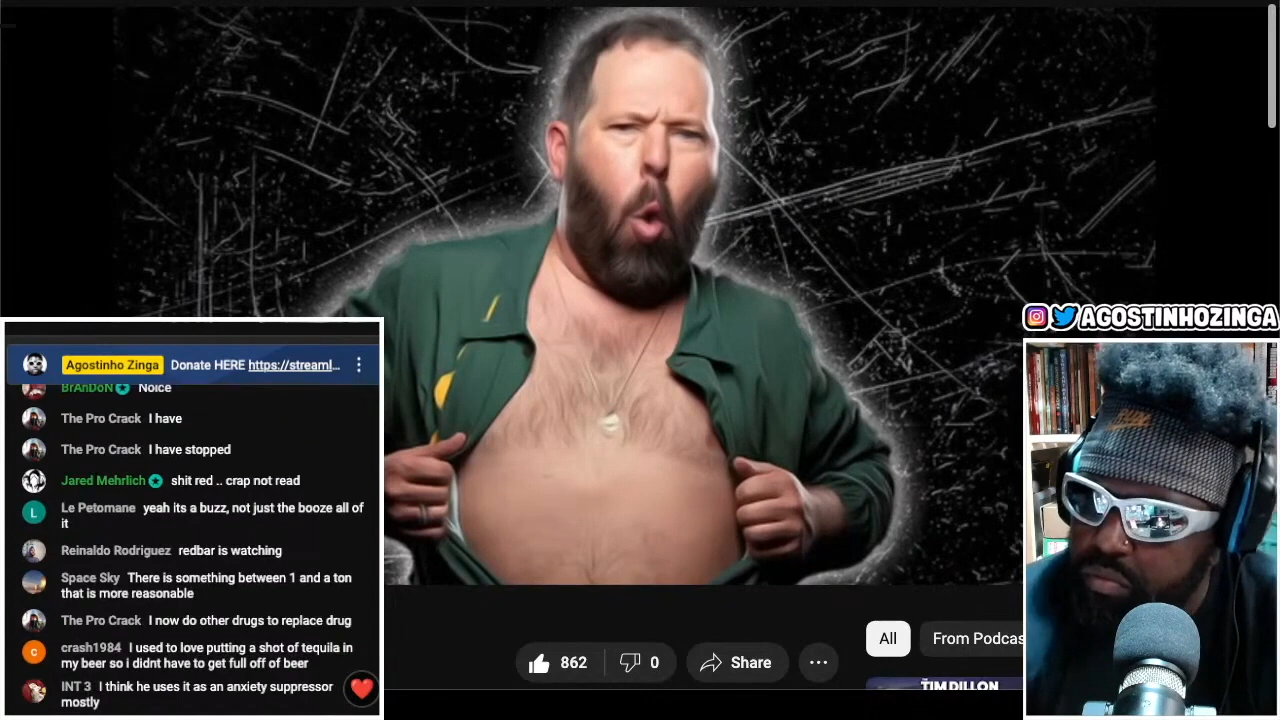 Agostinho Zinga Donate HERE https://streaml...
BrAnDoN Noice
The Pro Crack I have
The Pro Crack I have stopped
Jared Mehrlich shit red .. crap not read
L
Le Petomane yeah its a buzz, not just the booze all of
it
Reinaldo Rodriguez redbar is watching
Space Sky There is something between 1 and a ton
that is more reasonable
The Pro Crack I now do other drugs to replace drug
c
crash1984 I used to love putting a shot of tequila in
my beer so i didnt have to get full off of beer
INT 3 I think he uses it as an anxiety suppressor
mostly
862
0
Share
All
From Podcas
TIM DILLON
AGOSTINHOZINGA